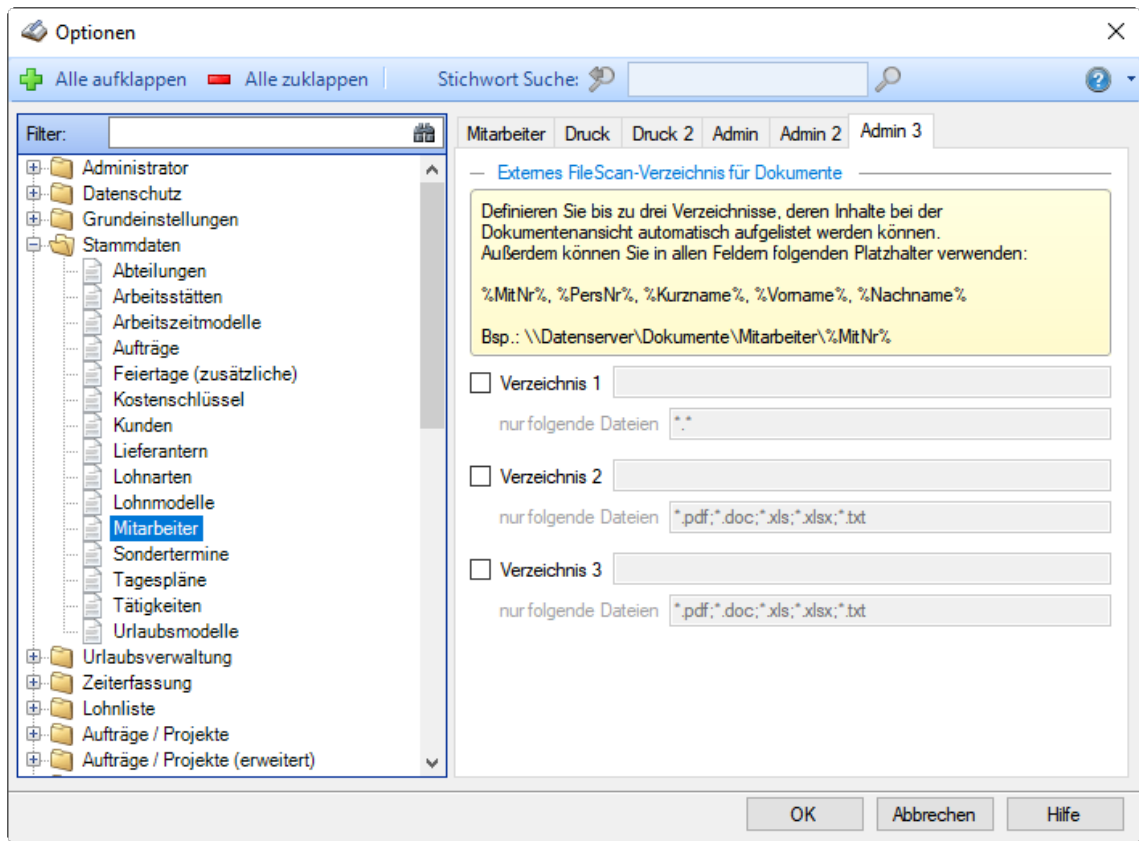 Optionen
Alle aufklappen Alle zuklappen Stichwort Suche:
Filter:
Administrator
Datenschutz
Grundeinstellungen
Stammdaten
Abteilungen
Arbeitsstätten
Arbeitszeitmodelle
Aufträge
Feiertage (zusätzliche)
Kostenschlüssel
Kunden
Lieferantern
Lohnarten
Lohnmodelle
Mitarbeiter
Sondertermine
Tagespläne
Tätigkeiten
Urlaubsmodelle
Urlaubsverwaltung
Zeiterfassung
Lohnliste
Aufträge / Projekte
Aufträge / Projekte (erweitert)
Mitarbeiter Druck Druck 2 Admin Admin 2 Admin 3
Externes FileScan-Verzeichnis für Dokumente
Definieren Sie bis zu drei Verzeichnisse, deren Inhalte bei der
Dokumentenansicht automatisch aufgelistet werden können.
Außerdem können Sie in allen Feldern folgenden Platzhalter verwenden:
%MitNr%, %PersNr%, %Kurzname%, %Vorname%, %Nachname%
Bsp.: \\Datenserver\Dokumente\Mitarbeiter\%MitNr%
Verzeichnis 1
nur folgende Dateien *.*
Verzeichnis 2
nur folgende Dateien *.pdf;*.doc;*.xls;*.xlsx;*.txt
Verzeichnis 3
nur folgende Dateien *.pdf;*.doc;*.xls;*.xlsx;*.txt
OK Abbrechen Hilfe